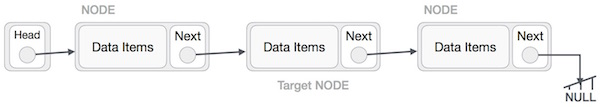 NODE
NODE
Head
Data Items
Next
Data Items
Next
Data Items
Next
Target NODE
NULL